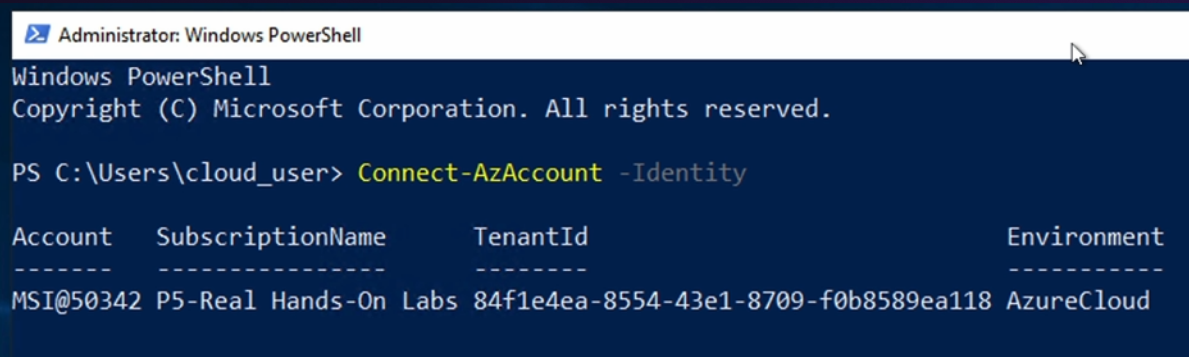 Administrator: Windows PowerShell
Windows PowerShell
Copyright (C) Microsoft Corporation. All rights reserved.
PS C:\Users\cloud_user> Connect-AzAccount -Identity
Account SubscriptionName TenantId Environment
------- ---------------- -------- -----------
MSI@50342 P5-Real Hands-On Labs 84f1e4ea-8554-43e1-8709-f0b8589ea118 AzureCloud